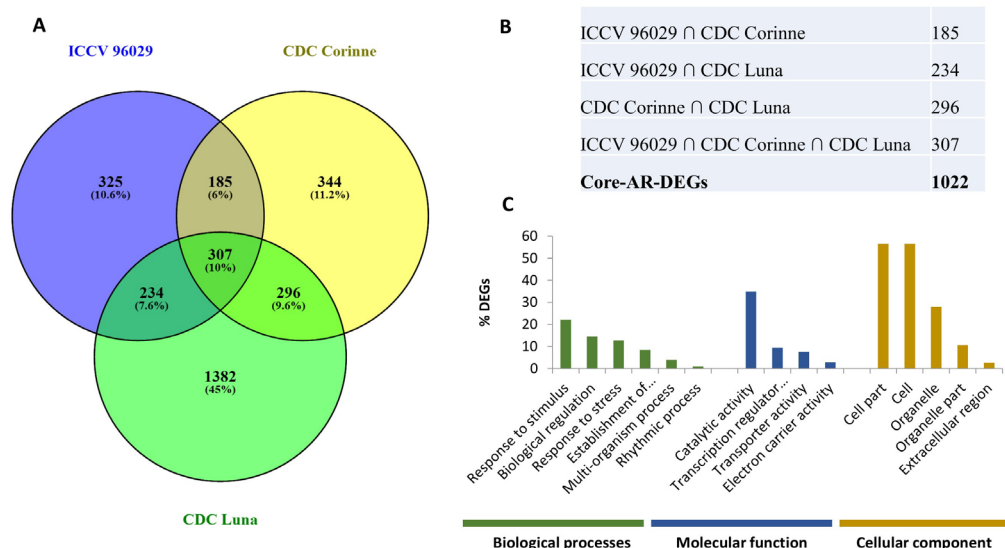 A
ICCV 96029
CDC Corinne
325
(10.6%)
185
(6%)
344
(11.2%)
307
(10%)
234
(7.6%)
296
(9.6%)
1382
(45%)
CDC Luna
B
ICCV 96029 ∩ CDC Corinne 185
ICCV 96029 ∩ CDC Luna 234
CDC Corinne ∩ CDC Luna 296
ICCV 96029 ∩ CDC Corinne ∩ CDC Luna 307
Core-AR-DEGs 1022
C
% DEGs
60
50
40
30
20
10
0
Response to stimulus
Biological regulation
Response to stress
Establishment of...
Multi-organism process
Rhythmic process
Catalytic activity
Transcription regulator...
Transporter activity
Electron carrier activity
Cell part
Cell
Organelle
Organelle part
Extracellular region
Biological processes
Molecular function
Cellular component